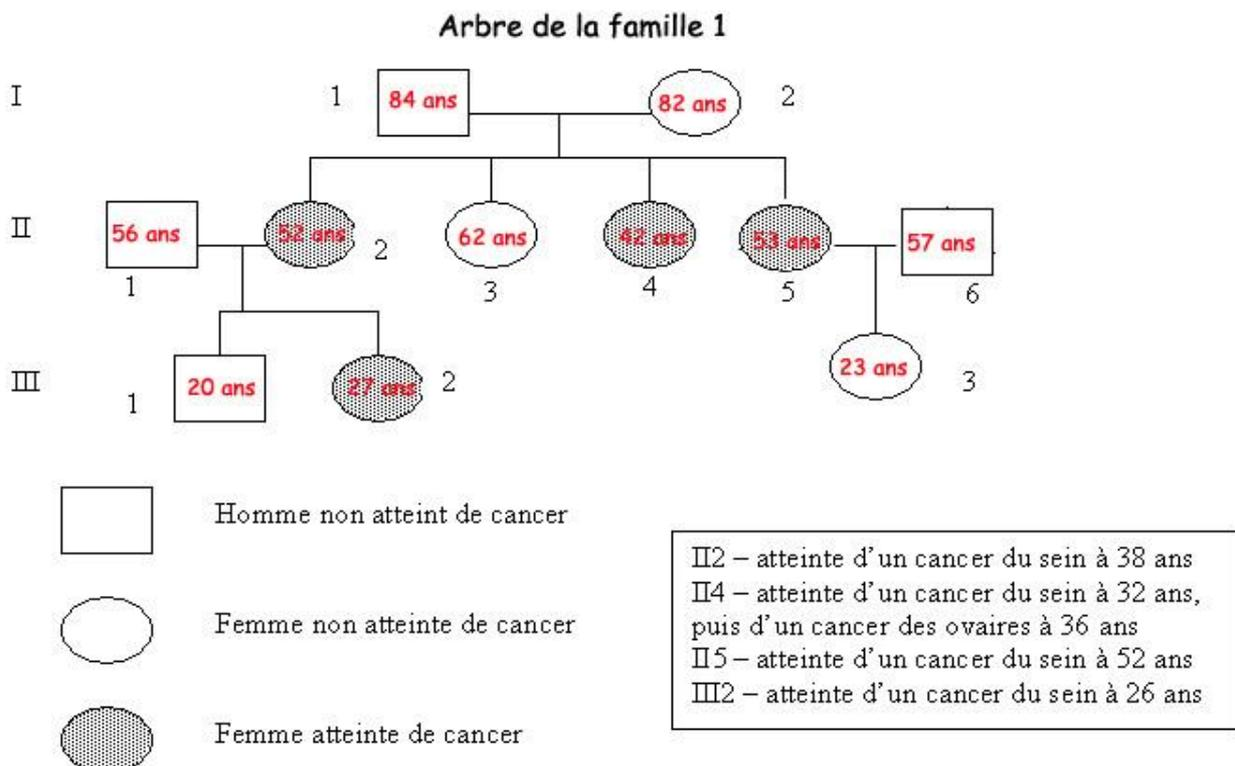 Arbre de la famille 1
I 1 84 ans 82 ans 2
II 56 ans 52 ans 2 62 ans 42 ans 53 ans 57 ans
1 3 4 5 6
III 1 20 ans 27 ans 2 23 ans 3
Homme non atteint de cancer
Femme non atteinte de cancer
Femme atteinte de cancer
II2 – atteinte d'un cancer du sein à 38 ans
II4 – atteinte d'un cancer du sein à 32 ans,
puis d'un cancer des ovaires à 36 ans
II5 – atteinte d'un cancer du sein à 52 ans
III2 – atteinte d'un cancer du sein à 26 ans